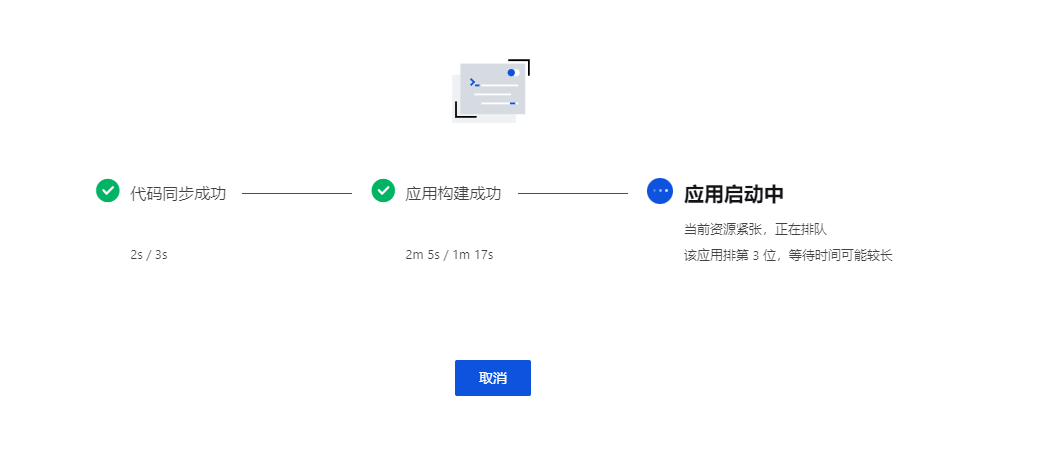 代码同步成功
应用构建成功
应用启动中
当前资源紧张，正在排队
2s / 3s
2m 5s / 1m 17s
该应用排第 3 位，等待时间可能较长
取消